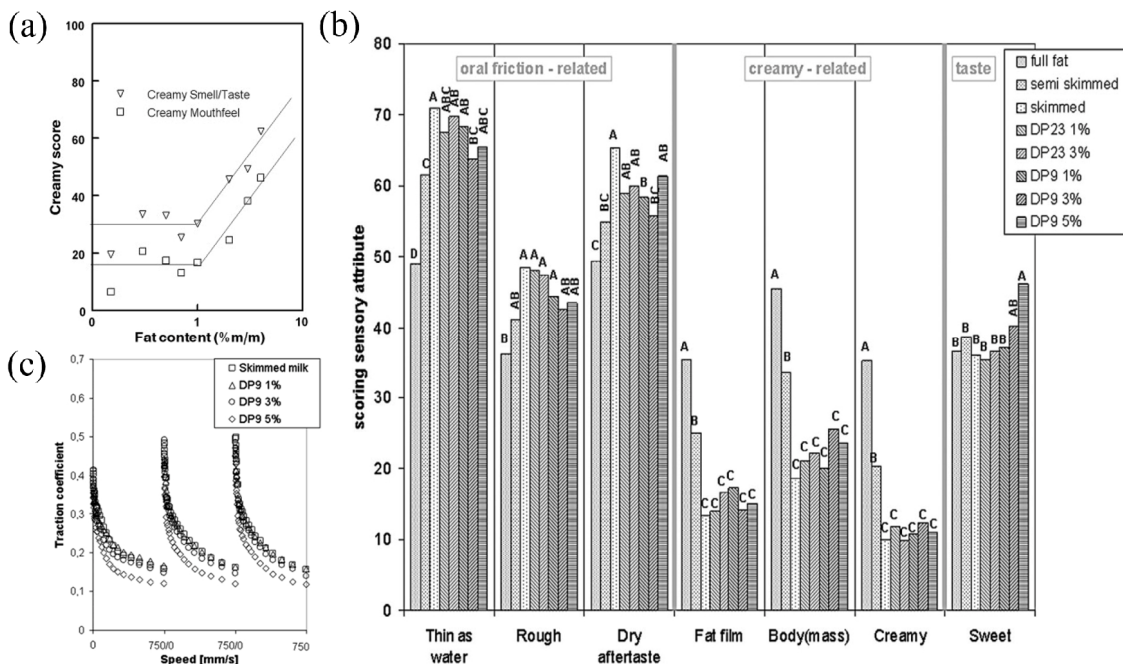 (a)
100
80
60
40
20
0
Creamy score
Creamy Smell/Taste
Creamy Mouthfeel
0 1 10
Fat content (%m/m)
(b)
80
70
60
50
40
30
20
10
0
scoring sensory attribute
oral friction - related
creamy - related
taste
full fat
semi skimmed
skimmed
DP23 1%
DP23 3%
DP9 1%
DP9 3%
DP9 5%
D C A ABC AB AB BC ABC
B AB A A A A AB AB
C BC A AB AB B BC AB
A B C C C C C C
A B C C C C C C
A B C C C C C C
B B B B B B AB A
Thin as
water
Rough
Dry
aftertaste
Fat film
Body(mass)
Creamy
Sweet
(c)
0,7
0,6
0,5
0,4
0,3
0,2
0,1
0
Traction coefficient
Skimmed milk
DP9 1%
DP9 3%
DP9 5%
0 750/0 750/0 750
Speed [mm/s]